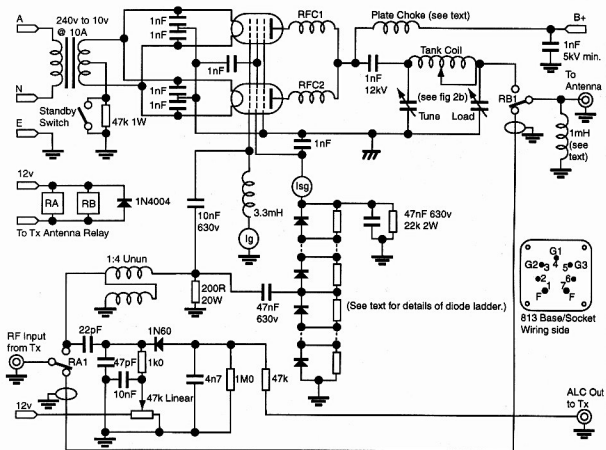 A
240v to 10v
@ 10A
N
Standby
Switch
47k 1W
E
1nF
1nF
1nF
1nF
1nF
RFC1
RFC2
Plate Choke (see text)
B+
1nF
5kV min.
1nF
12kV
Tank Coil
(see fig 2b)
Tune
Load
RB1
To
Antenna
1mH
(see
text)
12v
RA
RB
1N4004
To Tx Antenna Relay
10nF
630v
3.3mH
Ig
1nF
Isg
47nF 630v
22k 2W
1:4 Unun
200R
20W
47nF
630v
(See text for details of diode ladder.)
G1
G2
3
4
5
G3
2
6
1
7
F
F
813 Base/Socket
Wiring side
RF Input
from Tx
RA1
22pF
47pF
1k0
1N60
10nF
47k Linear
4n7
1M0
47k
12v
ALC Out
to Tx